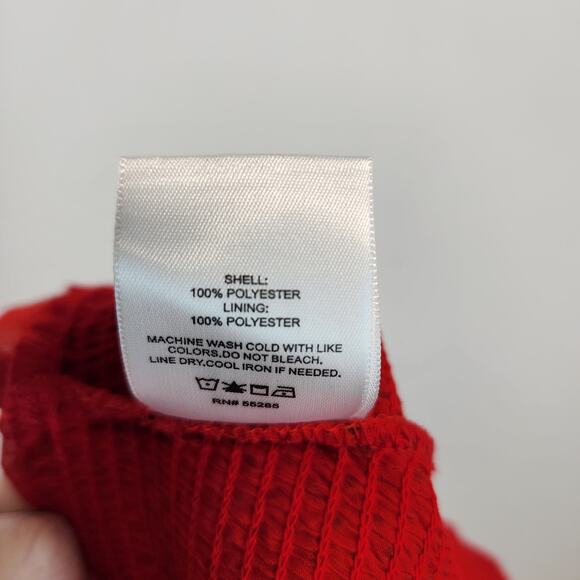 SHELL:
100% POLYESTER
LINING:
100% POLYESTER
MACHINE WASH COLD WITH LIKE
COLORS.DO NOT BLEACH.
LINE DRY.COOL IRON IF NEEDED.
RN# 55285